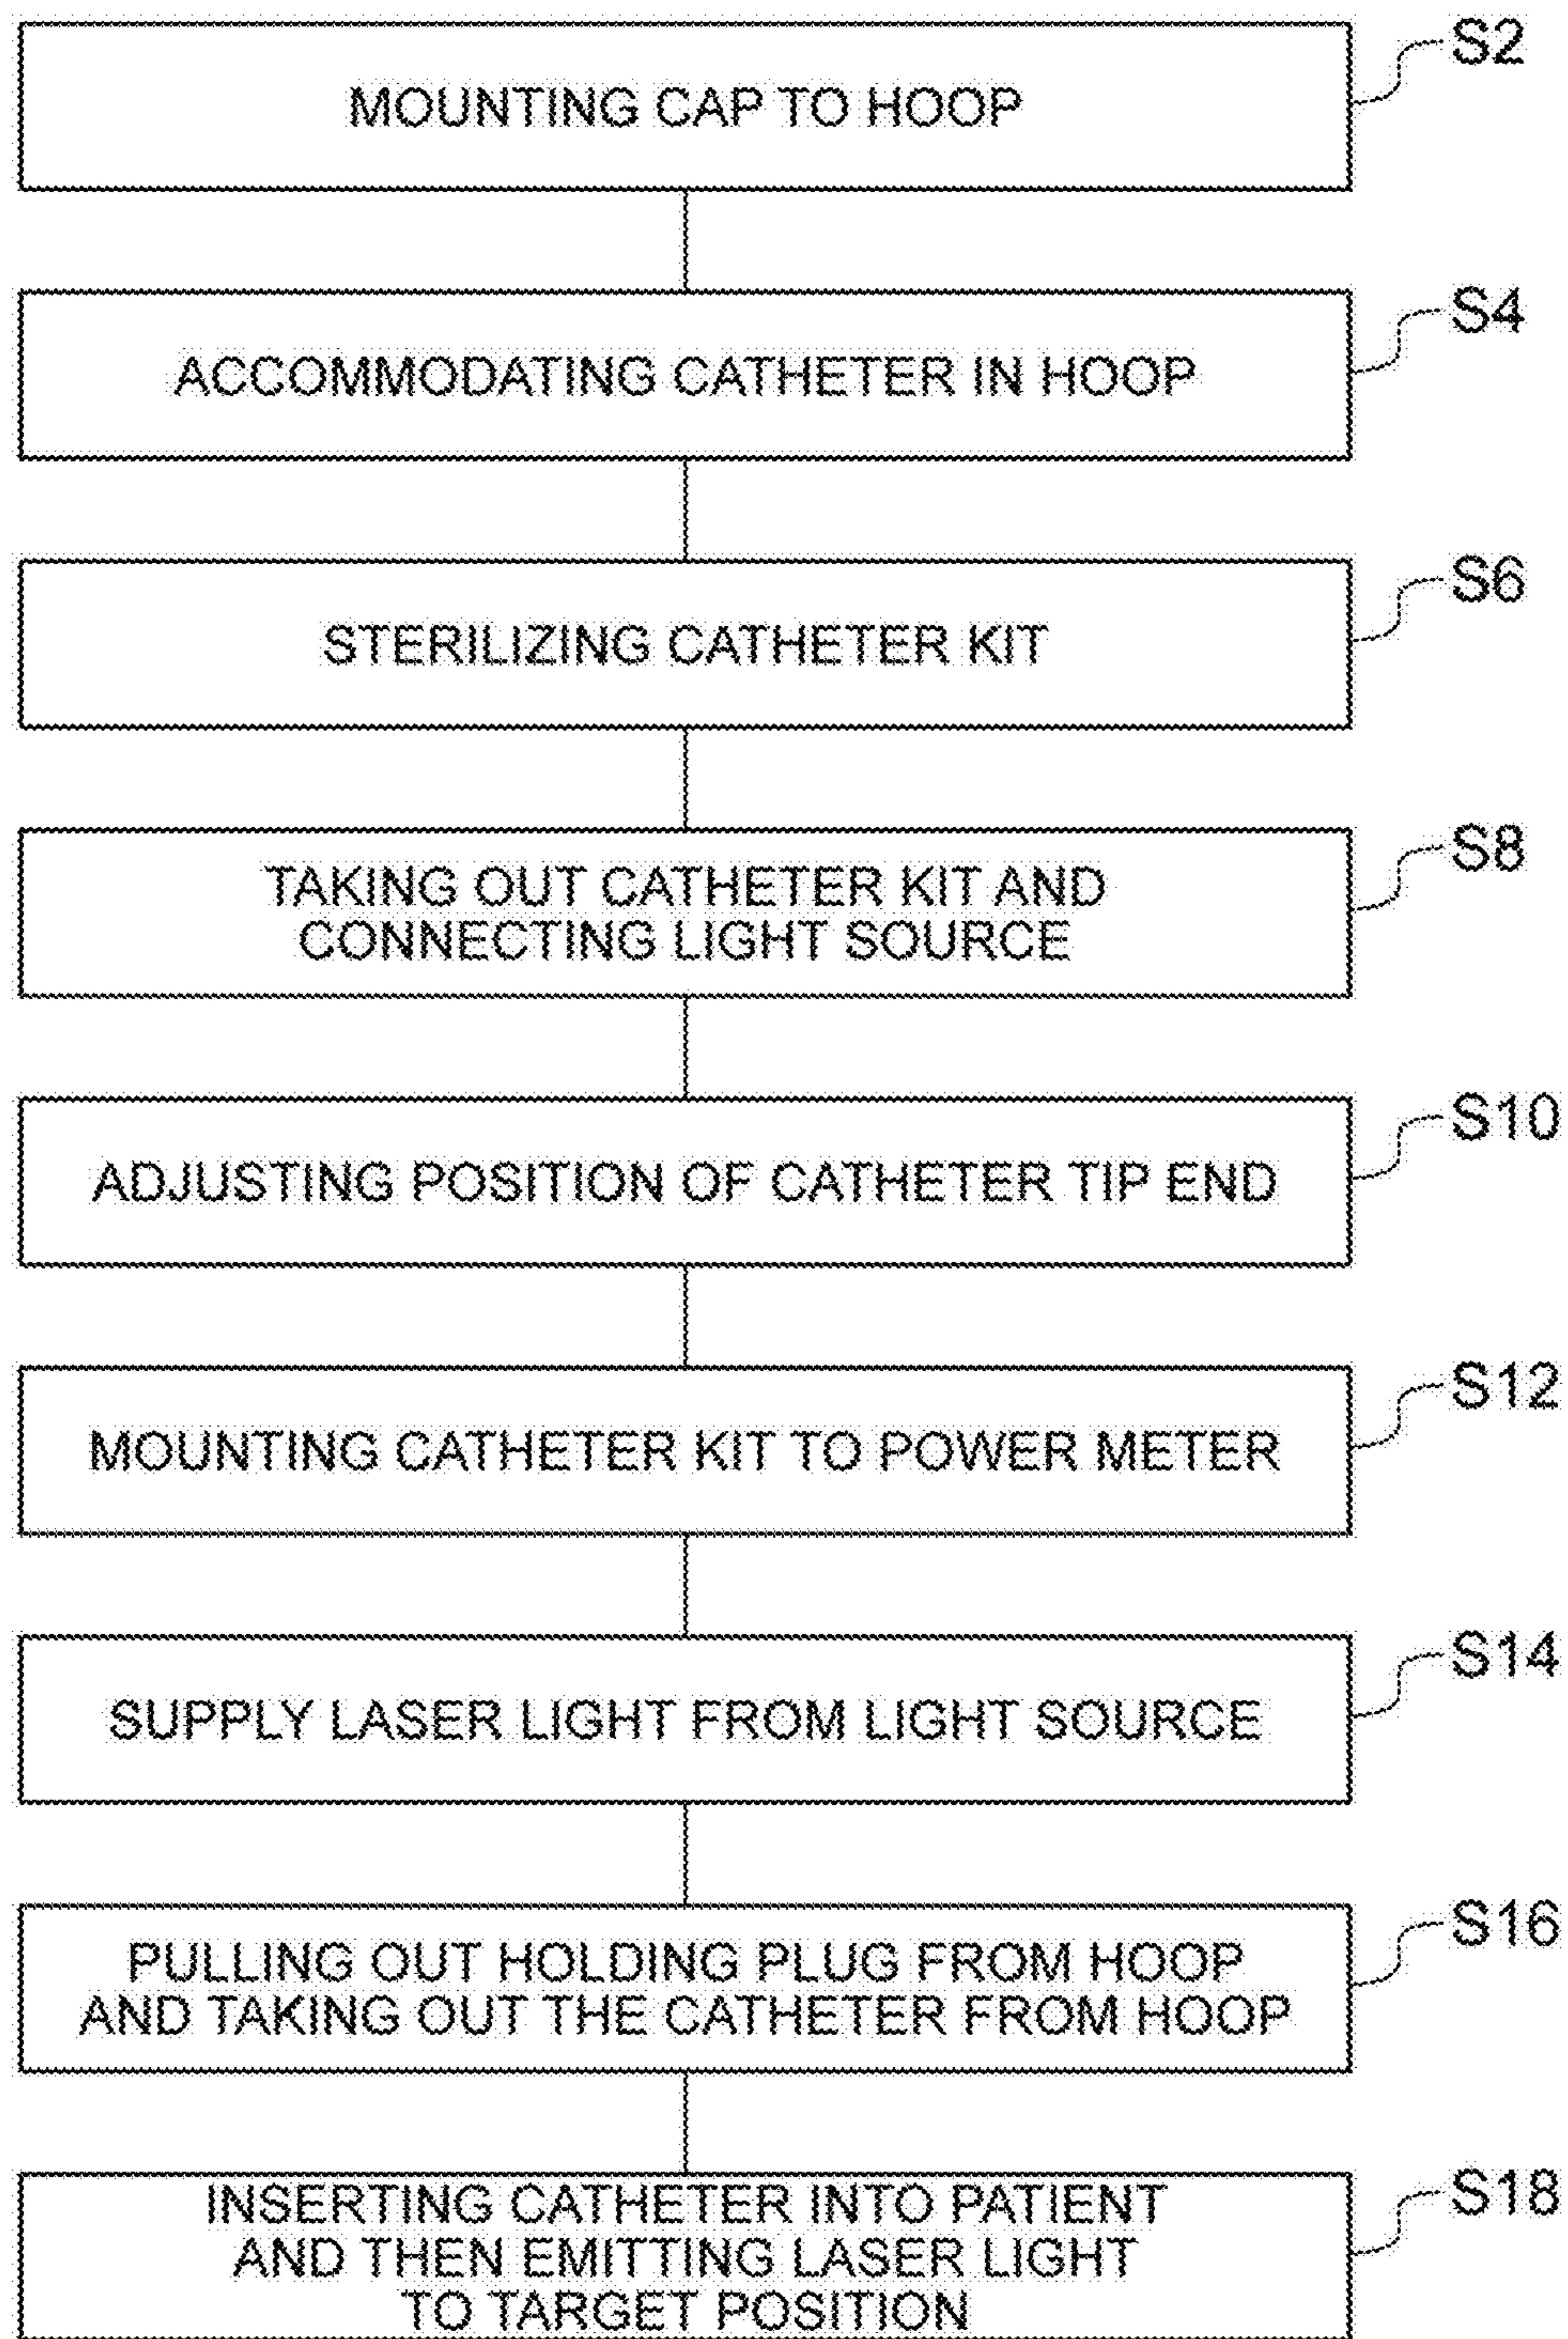 S2
MOUNTING CAP TO HOOP
S4
ACCOMMODATING CATHETER IN HOOP
S6
STERILIZING CATHETER KIT
S8
TAKING OUT CATHETER KIT AND
CONNECTING LIGHT SOURCE
S10
ADJUSTING POSITION OF CATHETER TIP END
S12
MOUNTING CATHETER KIT TO POWER METER
S14
SUPPLY LASER LIGHT FROM LIGHT SOURCE
S16
PULLING OUT HOLDING PLUG FROM HOOP
AND TAKING OUT THE CATHETER FROM HOOP
S18
INSERTING CATHETER INTO PATIENT
AND THEN EMITTING LASER LIGHT
TO TARGET POSITION